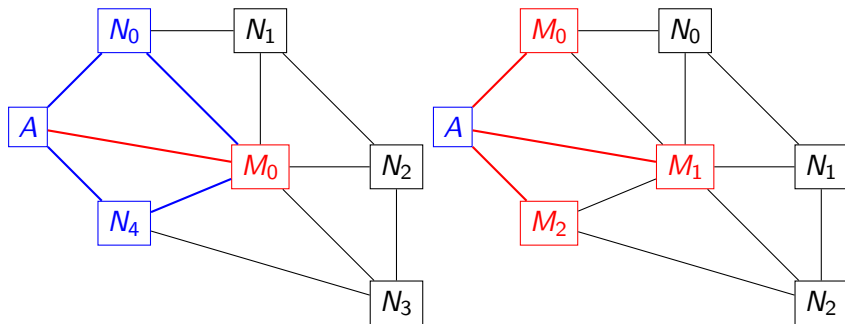 N₀ N₁ M₀ N₀
A A
M₀ N₂ M₁ N₁
N₄ M₂
N₃ N₂